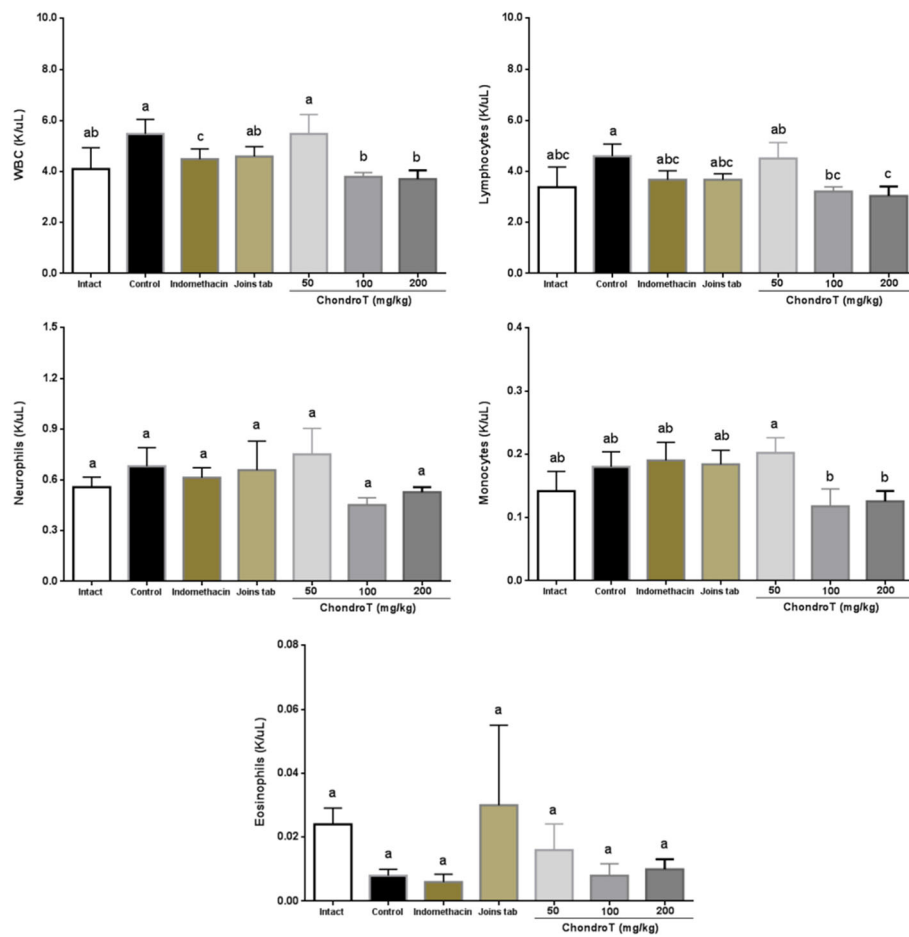 10.0
8.0
6.0
4.0
2.0
0.0
WBC (K/uL)
ab
a
c
ab
a
b
b
Intact
Control
Indomethacin
Joins tab
50
100
200
ChondroT (mg/kg)
10.0
8.0
6.0
4.0
2.0
0.0
Lymphocytes (K/uL)
abc
a
abc
abc
ab
bc
c
Intact
Control
Indomethacin
Joins tab
50
100
200
ChondroT (mg/kg)
1.5
1.2
0.9
0.6
0.3
0.0
Neurophils (K/uL)
a
a
a
a
a
a
a
Intact
Control
Indomethacin
Joins tab
50
100
200
ChondroT (mg/kg)
0.4
0.3
0.2
0.1
0.0
Monocytes (K/uL)
ab
ab
ab
ab
a
b
b
Intact
Control
Indomethacin
Joins tab
50
100
200
ChondroT (mg/kg)
0.08
0.06
0.04
0.02
0.00
Eosinophils (K/uL)
a
a
a
a
a
a
a
Intact
Control
Indomethacin
Joins tab
50
100
200
ChondroT (mg/kg)